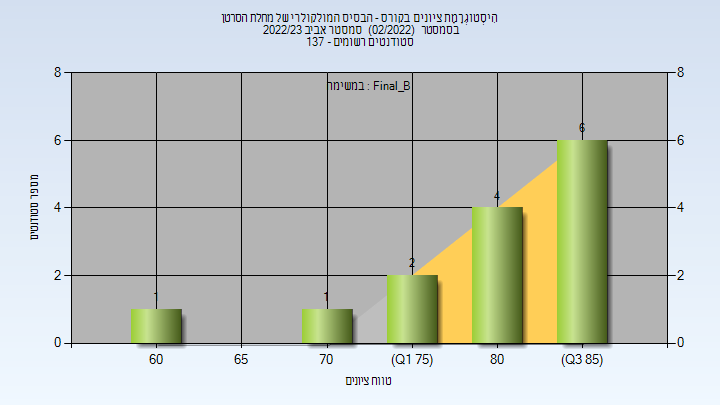 הִיסְטוֹגְרָמַת ציונים בקורס - הבסיס המולקולרי של מחלת הסרטן
בסמסטר (02/2022) סמסטר אביב 2022/23
סטודנטים רשומים - 137
במשימה : Final_B
8 8
6 6
4 4
2 2
0 0
1 1 2 4 6
מספר סטודנטים
60 65 70 (Q1 75) 80 (Q3 85)
טווח ציונים